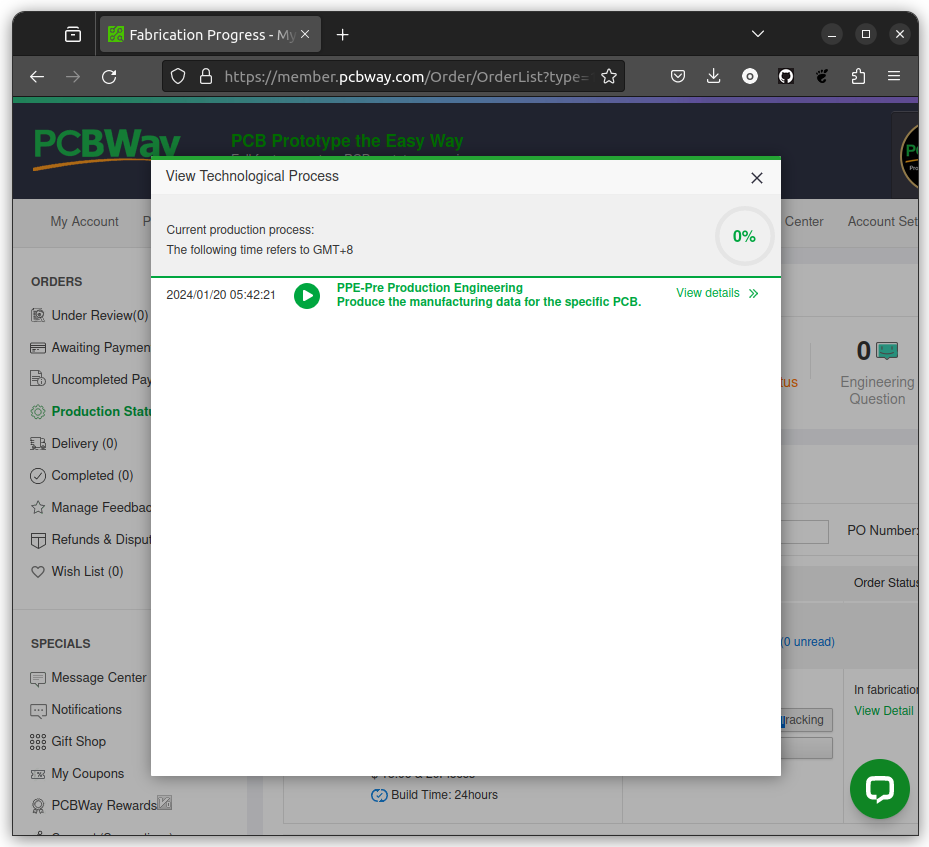 Fabrication Progress - My
https://member.pcbway.com/Order/OrderList?type=
PCBWay
PCB Prototype the Easy Way
View Technological Process
My Account
P
Center
Account Set
Current production process:
The following time refers to GMT+8
0%
2024/01/20 05:42:21
PPE-Pre Production Engineering
Produce the manufacturing data for the specific PCB.
View details
ORDERS
Under Review(0)
Awaiting Paymen
Uncompleted Pay
Production Statu
Delivery (0)
Completed (0)
Manage Feedbac
Refunds & Disput
Wish List (0)
SPECIALS
Message Center
Notifications
Gift Shop
My Coupons
PCBWay Rewards
tus
0
Engineering
Question
PO Number:
Order Status
(0 unread)
In fabrication
View Detail
racking
Build Time: 24hours